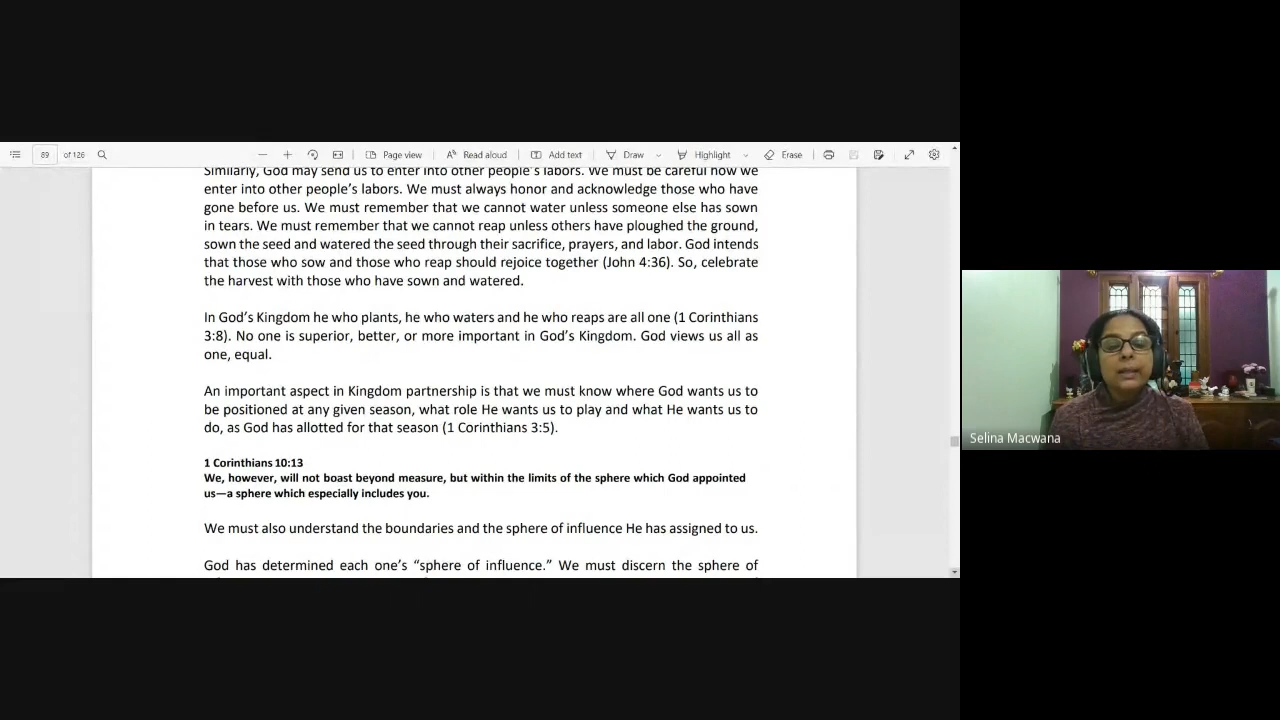 89 of 126 Page view Read aloud Add text Draw Highlight Erase
Similarly, God may send us to enter into other people's labors. We must be careful how we
enter into other people's labors. We must always honor and acknowledge those who have
gone before us. We must remember that we cannot water unless someone else has sown
in tears. We must remember that we cannot reap unless others have ploughed the ground,
sown the seed and watered the seed through their sacrifice, prayers, and labor. God intends
that those who sow and those who reap should rejoice together (John 4:36). So, celebrate
the harvest with those who have sown and watered.
In God's Kingdom he who plants, he who waters and he who reaps are all one (1 Corinthians
3:8). No one is superior, better, or more important in God's Kingdom. God views us all as
one, equal.
An important aspect in Kingdom partnership is that we must know where God wants us to
be positioned at any given season, what role He wants us to play and what He wants us to
do, as God has allotted for that season (1 Corinthians 3:5).
1 Corinthians 10:13
We, however, will not boast beyond measure, but within the limits of the sphere which God appointed
us—a sphere which especially includes you.
We must also understand the boundaries and the sphere of influence He has assigned to us.
God has determined each one's “sphere of influence.” We must discern the sphere of
Selina Macwana